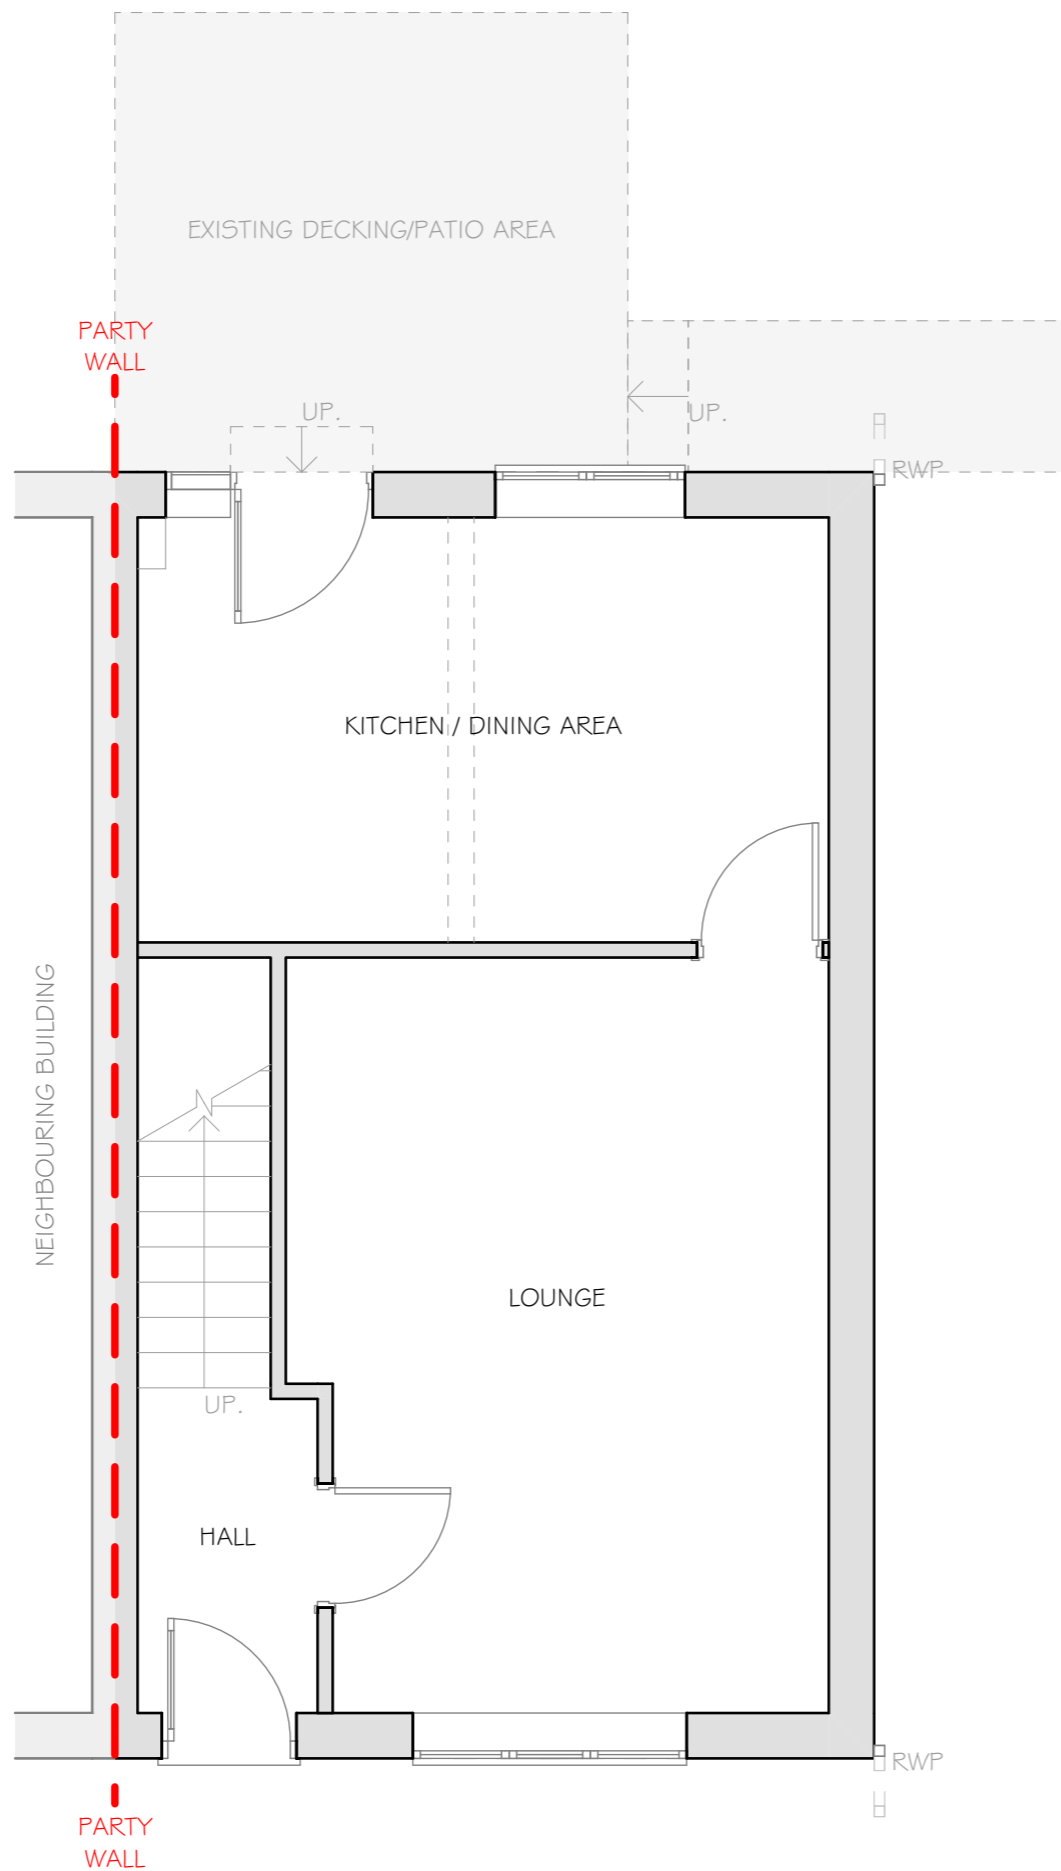 EXISTING DECKING/PATIO AREA
PARTY
WALL
UP.
UP.
RWP
KITCHEN / DINING AREA
NEIGHBOURING BUILDING
LOUNGE
UP.
HALL
RWP
PARTY
WALL